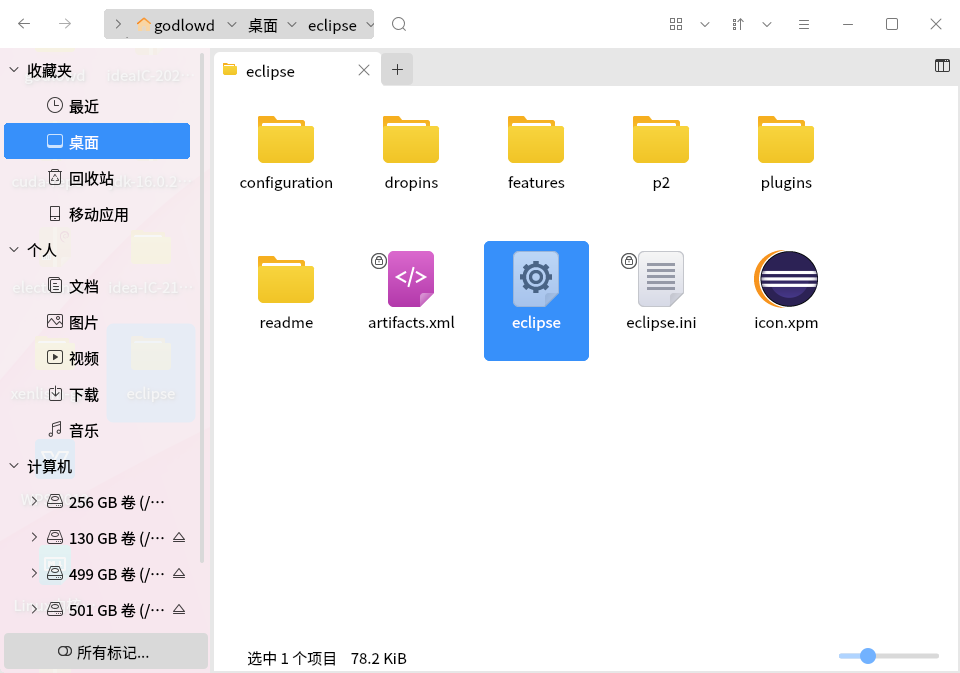 godlowd 桌面 eclipse
收藏夹
最近
桌面
回收站
移动应用
个人
文档
图片
视频
下载
音乐
计算机
256 GB 卷 (/⋯
130 GB 卷 (/⋯
499 GB 卷 (/⋯
501 GB 卷 (/⋯
所有标记...
eclipse
eclipse
configuration dropins features p2 plugins
readme artifacts.xml eclipse eclipse.ini icon.xpm
选中 1 个项目 78.2 KiB